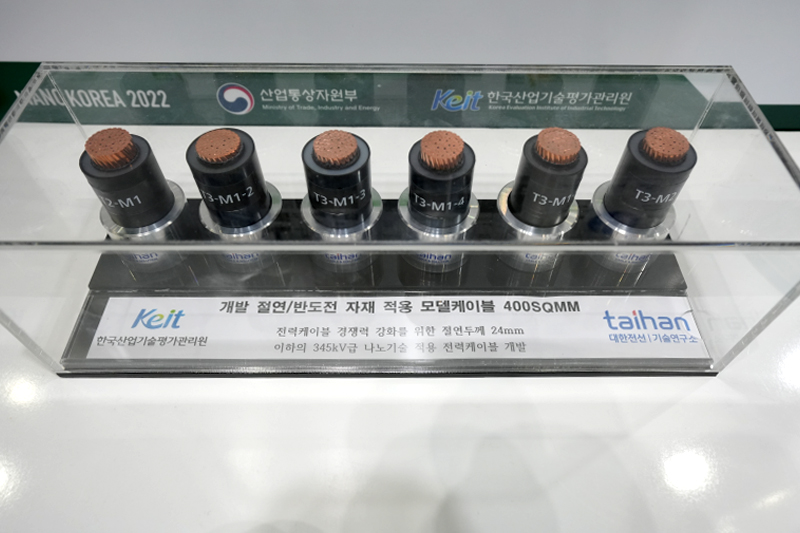 KOREA 2022
산업통상자원부
Ministry of Trade, Industry and Energy
Keit 한국산업기술평가관리원
Korea Evaluation Institute of Industrial Technology
2-M1
T3-M1-2
T3-M1-3
T3-M1-4
T3-M1
T3-M2
taihan
taihan
taihan
taihan
taihan
개발 절연/반도전 자재 적용 모델케이블 400SQMM
Keit
한국산업기술평가관리원
전력케이블 경쟁력 강화를 위한 절연두께 24mm
이하의 345kV급 나노기술 적용 전력케이블 개발
taihan
대한전선 | 기술연구소